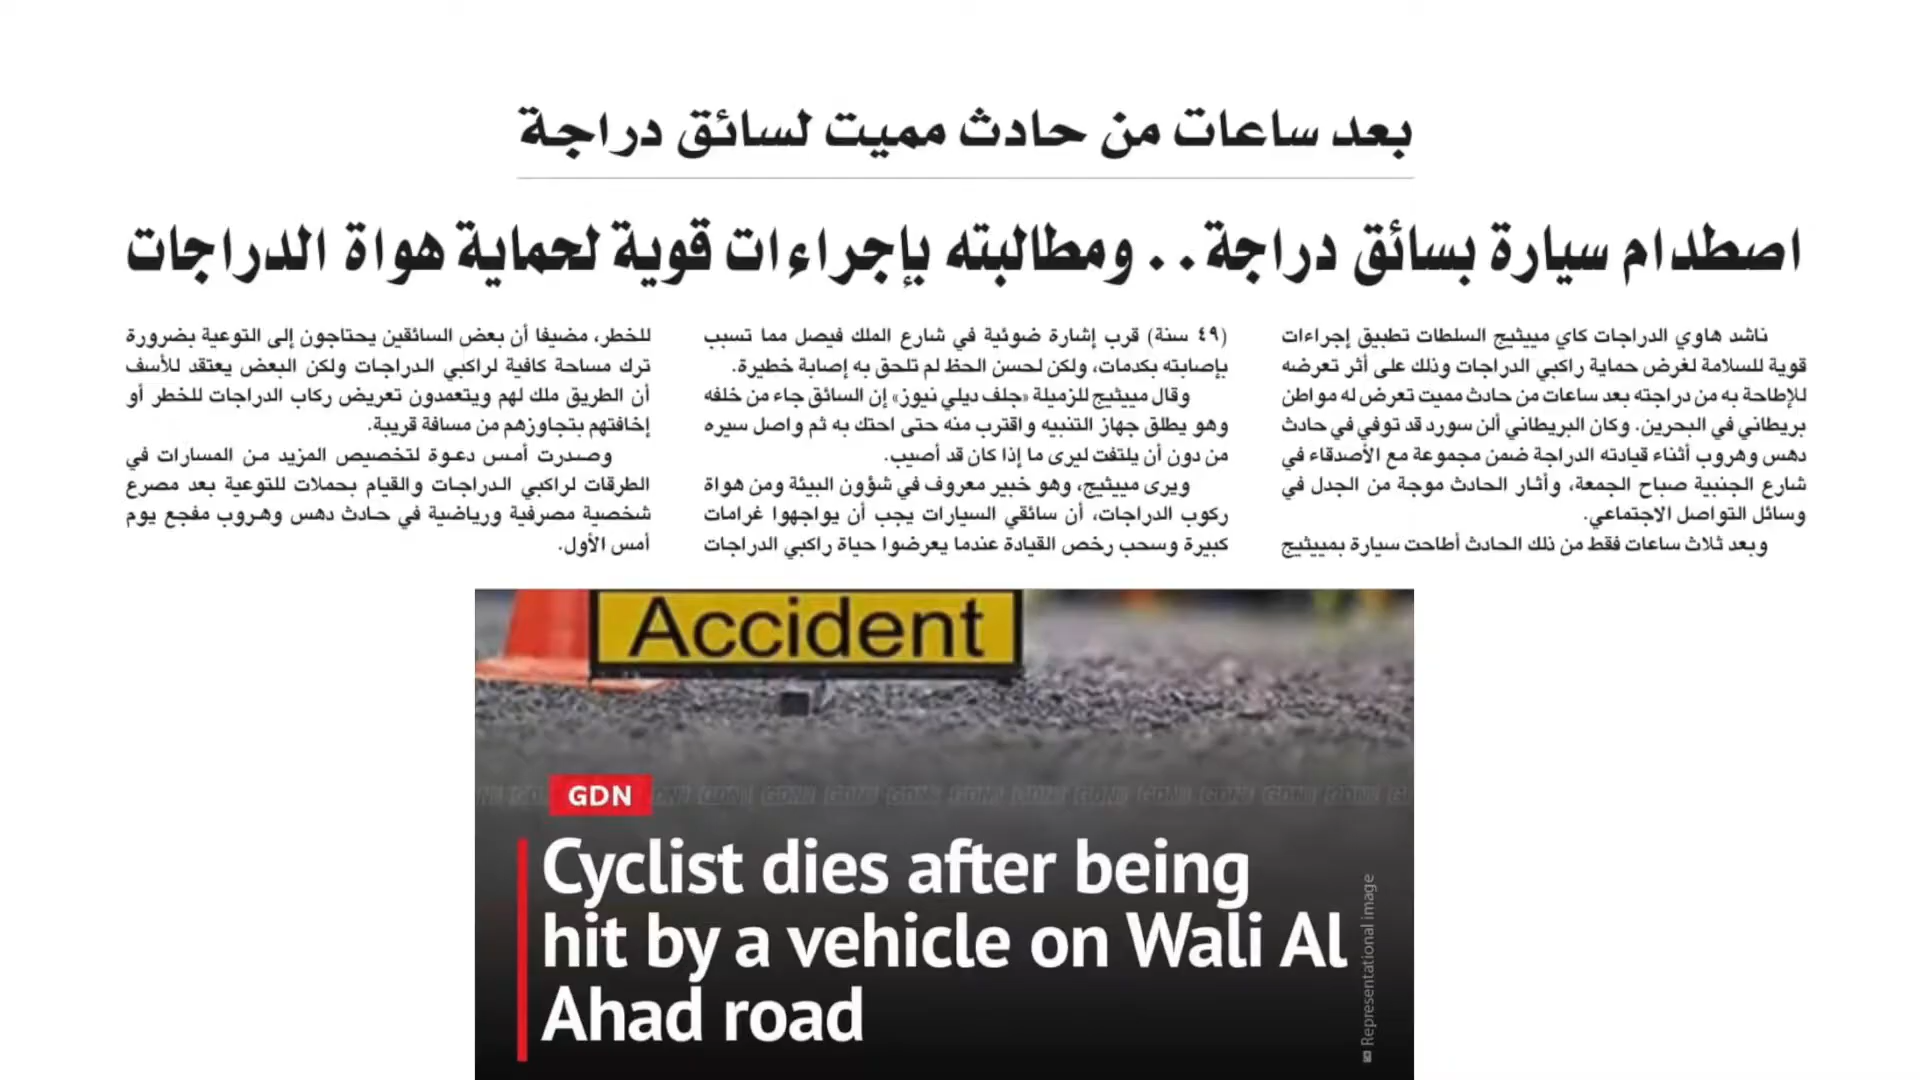 بعد ساعات من حادث مميت لسائق دراجة
اصطدام سيارة بسائق دراجة.. ومطالبته بإجراءات قوية لحماية هواة الدراجات
ناشد هاوي الدراجات كاي مييثيج السلطات تطبيق إجراءات
قوية للسلامة لغرض حماية راكبي الدراجات وذلك على أثر تعرضه
للإطاحة به من دراجته بعد ساعات من حادث مميت تعرض له مواطن
بريطاني في البحرين. وكان البريطاني ألن سورد قد توفي في حادث
دهس وهروب أثناء قيادته الدراجة ضمن مجموعة مع الأصدقاء في
شارع الجنبية صباح الجمعة، وأثار الحادث موجة من الجدل في
وسائل التواصل الاجتماعي.
وبعد ثلاث ساعات فقط من ذلك الحادث أطاحت سيارة بمييثيج
(٤٩ سنة) قرب إشارة ضوئية في شارع الملك فيصل مما تسبب
بإصابته بكدمات، ولكن لحسن الحظ لم تلحق به إصابة خطيرة.
وقال مييثيج للزميلة «جلف ديلي نيوز» إن السائق جاء من خلفه
وهو يطلق جهاز التنبيه واقترب منه حتى احتك به ثم واصل سيره
من دون أن يلتفت ليرى ما إذا كان قد أصيب.
ويرى مييثيج، وهو خبير معروف في شؤون البيئة ومن هواة
ركوب الدراجات، أن سائقي السيارات يجب أن يواجهوا غرامات
كبيرة وسحب رخص القيادة عندما يعرضوا حياة راكبي الدراجات
للخطر، مضيفا أن بعض السائقين يحتاجون إلى التوعية بضرورة
ترك مساحة كافية لراكبي الدراجات ولكن البعض يعتقد للأسف
أن الطريق ملك لهم ويتعمدون تعريض ركاب الدراجات للخطر أو
إخافتهم بتجاوزهم من مسافة قريبة.
وصدرت أمس دعوة لتخصيص المزيد من المسارات في
الطرقات لراكبي الدراجات والقيام بحملات للتوعية بعد مصرع
شخصية مصرفية ورياضية في حادث دهس وهروب مفجع يوم
أمس الأول.
Accident
GDN
Cyclist dies after being
hit by a vehicle on Wali Al
Ahad road
Representational image